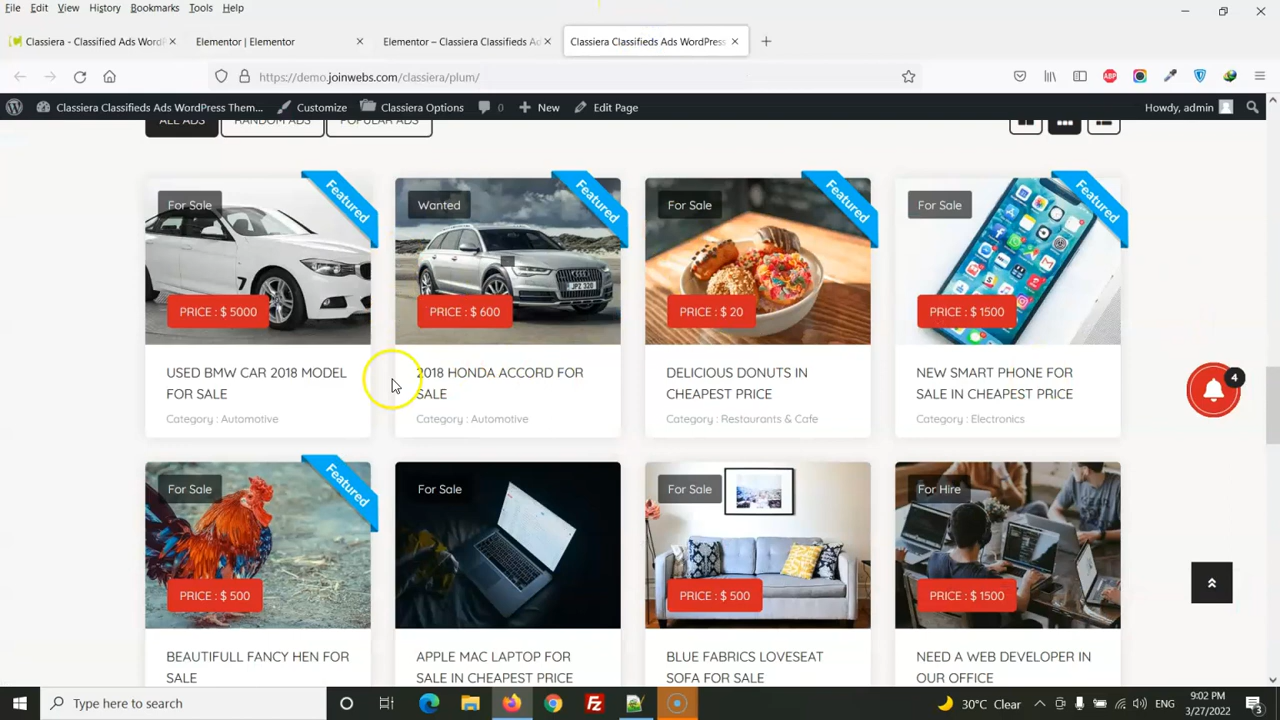 File Edit View History Bookmarks Tools Help
Classiera - Classified Ads WordP
Elementor | Elementor
Elementor – Classiera Classifieds Ad
Classiera Classifieds Ads WordPress
https://demo.joinwebs.com/classiera/plum/
ABP
Classiera Classifieds Ads WordPress Them...
Customize
Classiera Options
0
New
Edit Page
Howdy, admin
ALL ADS
RANDOM ADS
POPULAR ADS
For Sale
Featured
PRICE : $ 5000
USED BMW CAR 2018 MODEL
FOR SALE
Category : Automotive
Wanted
Featured
JPZ 320
PRICE : $ 600
2018 HONDA ACCORD FOR
SALE
Category : Automotive
For Sale
Featured
PRICE : $ 20
DELICIOUS DONUTS IN
CHEAPEST PRICE
Category : Restaurants & Cafe
For Sale
Featured
PRICE : $ 1500
NEW SMART PHONE FOR
SALE IN CHEAPEST PRICE
Category : Electronics
4
For Sale
Featured
PRICE : $ 500
BEAUTIFULL FANCY HEN FOR
SALE
For Sale
APPLE MAC LAPTOP FOR
SALE IN CHEAPEST PRICE
For Sale
PRICE : $ 500
BLUE FABRICS LOVESEAT
SOFA FOR SALE
For Hire
PRICE : $ 1500
NEED A WEB DEVELOPER IN
OUR OFFICE
Type here to search
30°C Clear
ENG
9:02 PM
3/27/2022
3